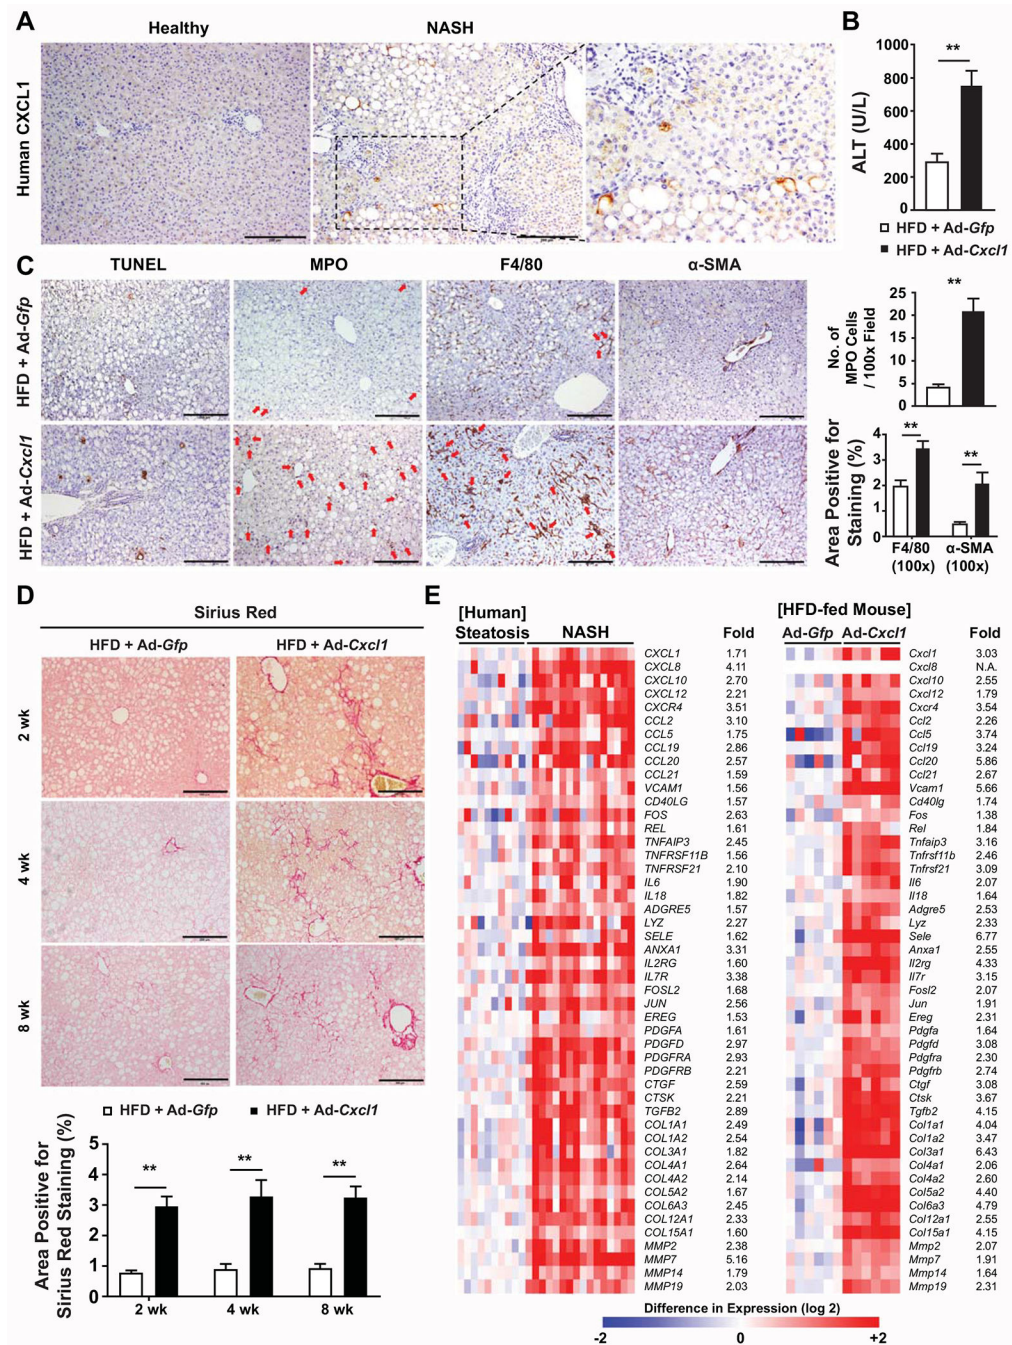 A
Healthy
NASH
Human CXCL1
B
1000
800
600
400
200
0
ALT (U/L)
**
HFD + Ad-Gfp
HFD + Ad-Cxcl1
C
TUNEL
MPO
F4/80
α-SMA
HFD + Ad-Gfp
HFD + Ad-Cxcl1
25
20
15
10
5
0
No. of
MPO Cells
/ 100x Field
**
4
3
2
1
0
Area Positive for
Staining (%)
**
**
F4/80
(100x)
α-SMA
(100x)
D
Sirius Red
HFD + Ad-Gfp
HFD + Ad-Cxcl1
2 wk
4 wk
8 wk
HFD + Ad-Gfp
HFD + Ad-Cxcl1
5
4
3
2
1
0
Area Positive for
Sirius Red Staining (%)
**
**
**
2 wk
4 wk
8 wk
E
[Human]
Steatosis
NASH
Fold
[HFD-fed Mouse]
Ad-Gfp
Ad-Cxcl1
Fold
CXCL1 1.71 Cxcl1 3.03
CXCL8 4.11 Cxcl8 N.A.
CXCL10 2.70 Cxcl10 2.55
CXCL12 2.21 Cxcl12 1.79
CXCR4 3.51 Cxcr4 3.54
CCL2 3.10 Ccl2 2.26
CCL5 1.75 Ccl5 3.74
CCL19 2.86 Ccl19 3.24
CCL20 2.57 Ccl20 5.86
CCL21 1.59 Ccl21 2.67
VCAM1 1.56 Vcam1 5.66
CD40LG 1.57 Cd40lg 1.74
FOS 2.63 Fos 1.38
REL 1.61 Rel 1.84
TNFAIP3 2.45 Tnfaip3 3.16
TNFRSF11B 1.56 Tnfrsf11b 2.46
TNFRSF21 2.10 Tnfrsf21 3.09
IL6 1.90 Il6 2.07
IL18 1.82 Il18 1.64
ADGRE5 1.57 Adgre5 2.53
LYZ 2.27 Lyz 2.33
SELE 1.62 Sele 6.77
ANXA1 3.31 Anxa1 2.55
IL2RG 1.60 Il2rg 4.33
IL7R 3.38 Il7r 3.15
FOSL2 1.68 Fosl2 2.07
JUN 2.56 Jun 1.91
EREG 1.53 Ereg 2.31
PDGFA 1.61 Pdgfa 1.64
PDGFD 2.97 Pdgfd 3.08
PDGFRA 2.93 Pdgfra 2.30
PDGFRB 2.21 Pdgfrb 2.74
CTGF 2.59 Ctgf 3.08
CTSK 2.21 Ctsk 3.67
TGFB2 2.89 Tgfb2 4.15
COL1A1 2.49 Col1a1 4.04
COL1A2 2.54 Col1a2 3.47
COL3A1 1.82 Col3a1 6.43
COL4A1 2.64 Col4a1 2.06
COL4A2 2.14 Col4a2 2.60
COL5A2 1.67 Col5a2 4.40
COL6A3 2.45 Col6a3 4.79
COL12A1 2.33 Col12a1 2.55
COL15A1 1.60 Col15a1 4.15
MMP2 2.38 Mmp2 2.07
MMP7 5.16 Mmp7 1.91
MMP14 1.79 Mmp14 1.64
MMP19 2.03 Mmp19 2.31
Difference in Expression (log 2)
-2
0
+2